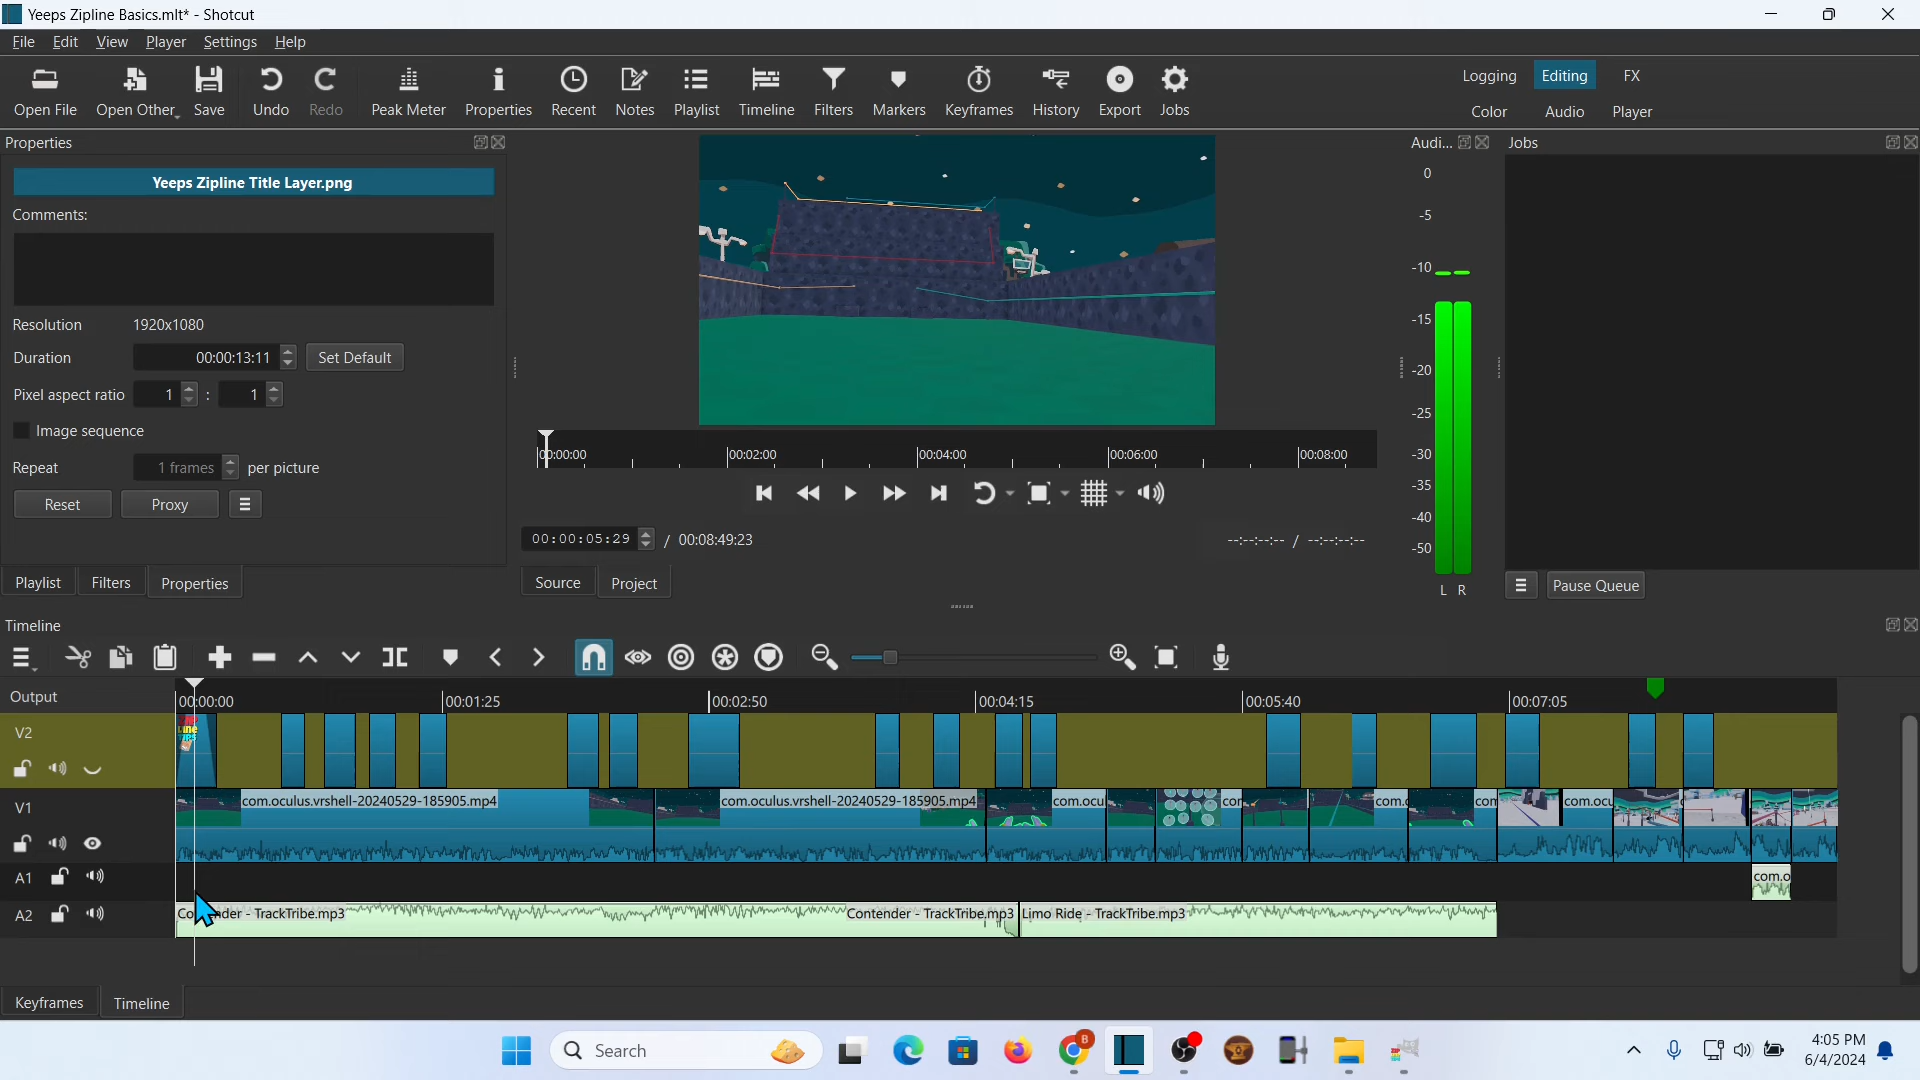 Yeeps Zipline Basics.mlt* - Shotcut
File Edit View Player Settings Help
Open File Open Other Save Undo Redo Peak Meter Properties Recent Notes Playlist Timeline Filters Markers Keyframes History Export Jobs
Logging Editing FX
Color Audio Player
Properties
Yeeps Zipline Title Layer.png
Comments:
Resolution 1920x1080
Duration 00:00:13:11 Set Default
Pixel aspect ratio 1 : 1
Image sequence
Repeat 1 frames per picture
Reset Proxy
Playlist Filters Properties
00:00:00 00:02:00 00:04:00 00:06:00 00:08:00
00:00:05:29 / 00:08:49:23 --:--:--:-- / --:--:--:--
Source Project
Audi...
0
-5
-10
-15
-20
-25
-30
-35
-40
-50
L R
Jobs
Pause Queue
Timeline
Output 00:00:00 00:01:25 00:02:50 00:04:15 00:05:40 00:07:05
V2
LINE
TIPS
V1 com.oculus.vrshell-20240529-185905.mp4 com.oculus.vrshell-20240529-185905.mp4 com.ocu
A1 com.o
A2 Contender - TrackTribe.mp3 Contender - TrackTribe.mp3 Limo Ride - TrackTribe.mp3
Keyframes Timeline
Search
B
4:05 PM
6/4/2024